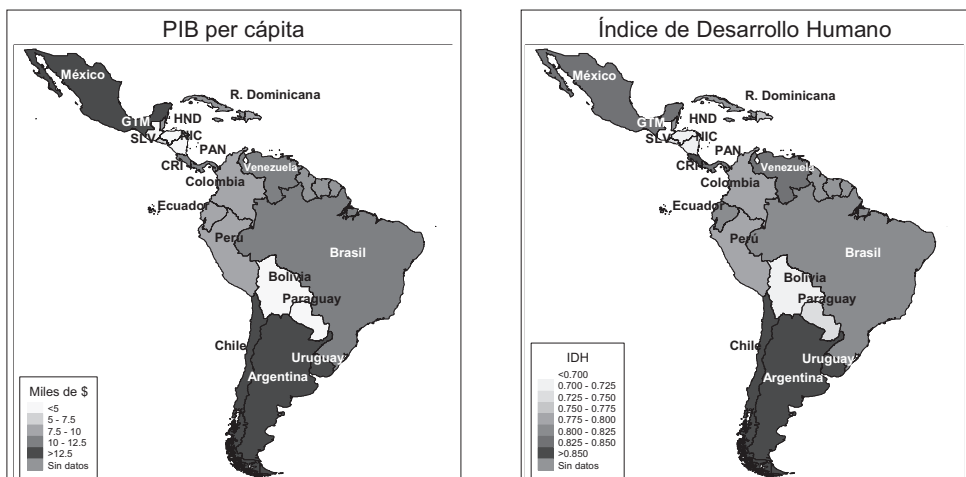 PIB per cápita
México
R. Dominicana
GTM
HND
SLV
NIC
PAN
CRI
Venezuela
Colombia
Ecuador
Perú
Brasil
Bolivia
Paraguay
Chile
Uruguay
Argentina
Miles de $
<5
5 - 7.5
7.5 - 10
10 - 12.5
>12.5
Sin datos
Índice de Desarrollo Humano
México
R. Dominicana
GTM
HND
SLV
NIC
PAN
CRI
Venezuela
Colombia
Ecuador
Perú
Brasil
Bolivia
Paraguay
Chile
Uruguay
Argentina
IDH
<0.700
0.700 - 0.725
0.725 - 0.750
0.750 - 0.775
0.775 - 0.800
0.800 - 0.825
0.825 - 0.850
>0.850
Sin datos